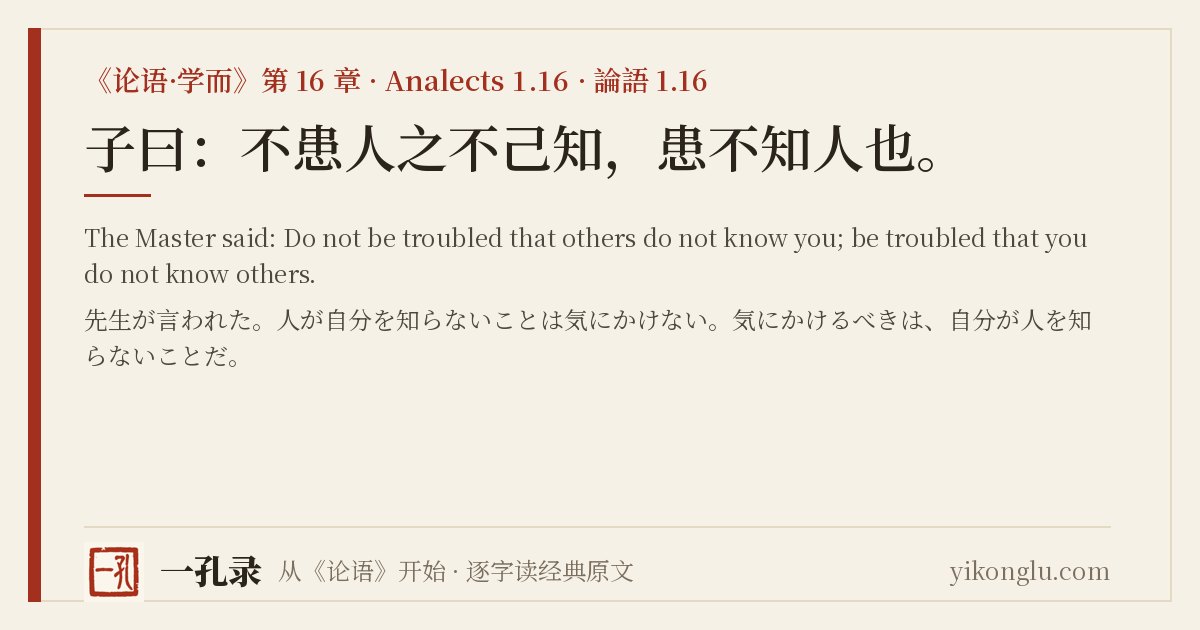 《论语·学而》第 16 章 · Analects 1.16 · 論語 1.16
子曰：不患人之不己知，患不知人也。
The Master said: Do not be troubled that others do not know you; be troubled that you
do not know others.
先生が言われた。人が自分を知らないことは気にかけない。気にかけるべきは、自分が人を知
らないことだ。
一孔
一孔录 从《论语》开始 · 逐字读经典原文 yikonglu.com